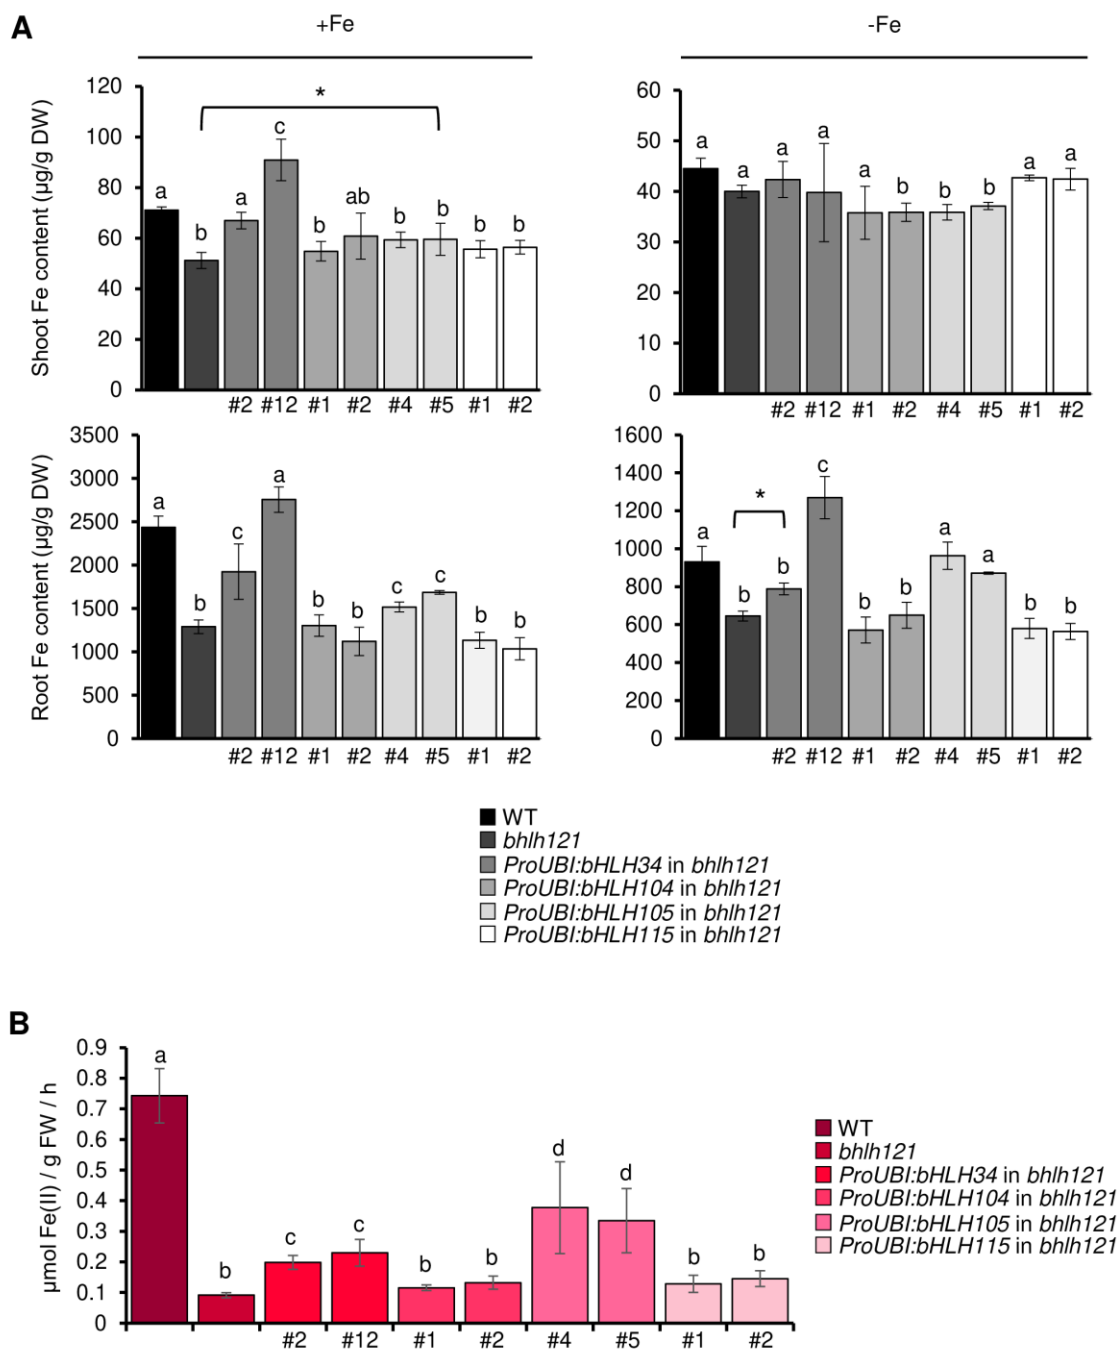 A
+Fe
-Fe
Shoot Fe content (µg/g DW)
120
100
80
60
40
20
0
*
a
b
a
c
b
ab
b
b
b
b
#2 #12 #1 #2 #4 #5 #1 #2
60
50
40
30
20
10
0
a
a
a
a
a
b
b
b
a
a
#2 #12 #1 #2 #4 #5 #1 #2
Root Fe content (µg/g DW)
3500
3000
2500
2000
1500
1000
500
0
a
b
c
a
b
b
c
c
b
b
#2 #12 #1 #2 #4 #5 #1 #2
1600
1400
1200
1000
800
600
400
200
0
*
a
b
b
c
b
b
a
a
b
b
#2 #12 #1 #2 #4 #5 #1 #2
WT
bhlh121
ProUBI:bHLH34 in bhlh121
ProUBI:bHLH104 in bhlh121
ProUBI:bHLH105 in bhlh121
ProUBI:bHLH115 in bhlh121
B
µmol Fe(II) / g FW / h
0.9
0.8
0.7
0.6
0.5
0.4
0.3
0.2
0.1
0
a
b
c
c
b
b
d
d
b
b
#2 #12 #1 #2 #4 #5 #1 #2
WT
bhlh121
ProUBI:bHLH34 in bhlh121
ProUBI:bHLH104 in bhlh121
ProUBI:bHLH105 in bhlh121
ProUBI:bHLH115 in bhlh121